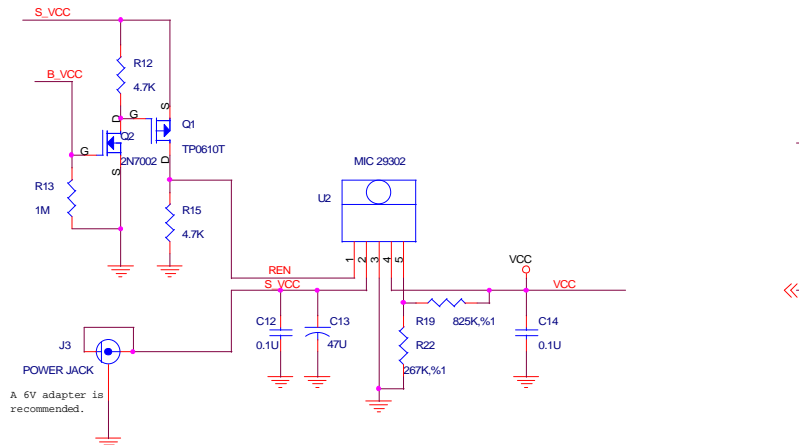 S_VCC
R12
B_VCC
4.7K
D
G
S
Q1
Q2
TP0610T
G
2N7002
D
S
MIC 29302
R13
U2
1M
R15
4.7K
1 2 3 4 5
REN
VCC
S_VCC
VCC
C12
C13
R19
825K,%1
C14
0.1U
47U
R22
0.1U
J3
267K,%1
POWER JACK
A 6V adapter is
recommended.